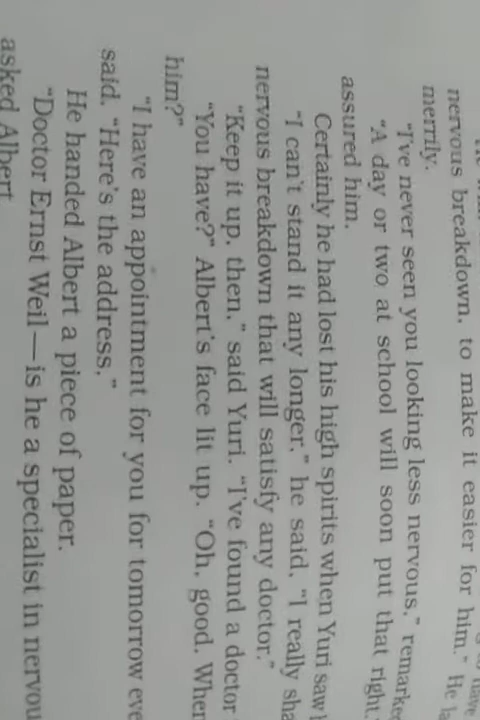 nervous breakdown, to make it easier for him." He
merrily.
"I've never seen you looking less nervous,"
"A day or two at school will soon put that right
assured him.
Certainly he had lost his high spirits when Yuri saw
"I can't stand it any longer," he said. "I really
nervous breakdown that will satisfy any doctor."
"Keep it up, then," said Yuri. "I've found a doctor
"You have?" Albert's face lit up. "Oh, good.
him?"
"I have an appointment for you for tomorrow
said. "Here's the address."
He handed Albert a piece of paper.
"Doctor Ernst Weil—is he a specialist in
asked Albert